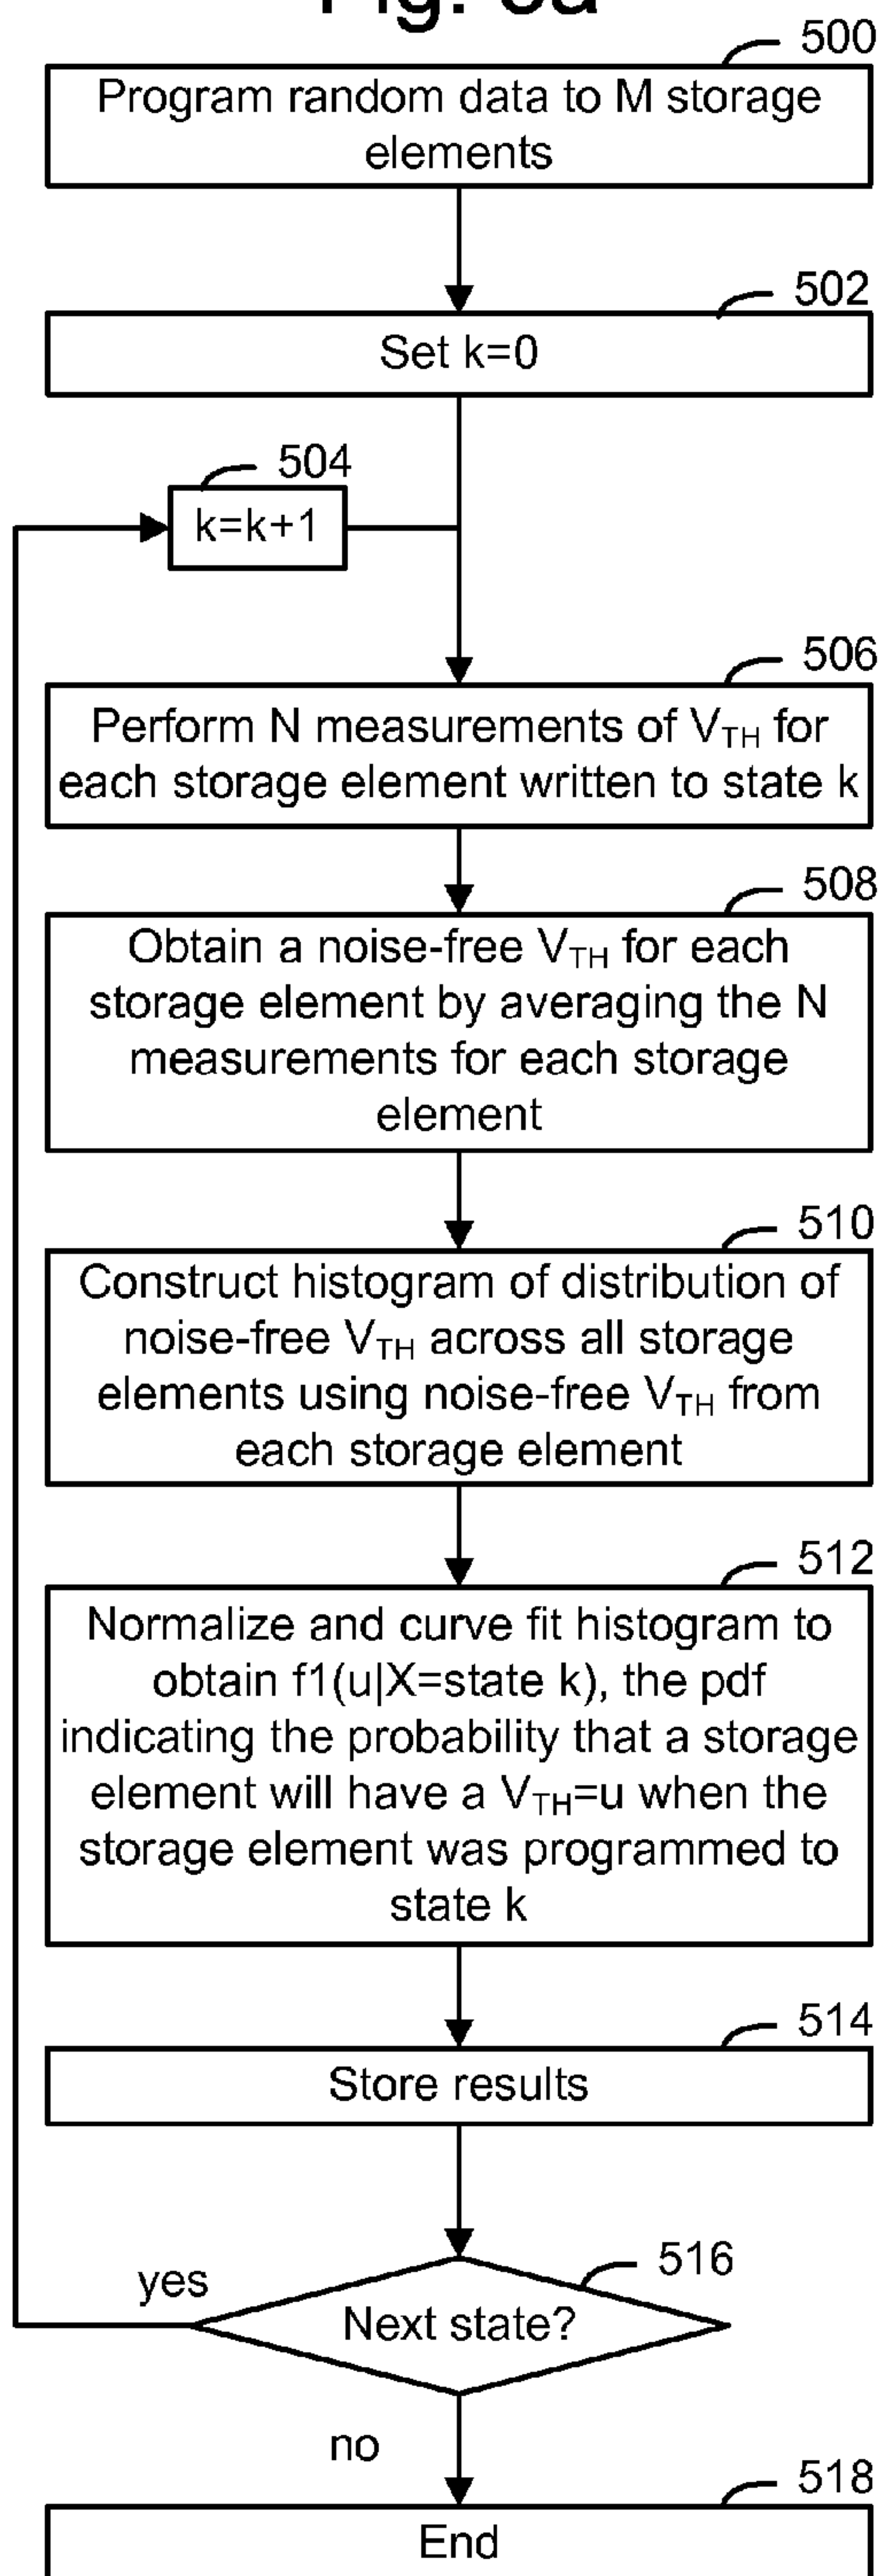 500
Program random data to M storage
elements
502
Set k=0
504
k=k+1
506
Perform N measurements of VTH for
each storage element written to state k
508
Obtain a noise-free VTH for each
storage element by averaging the N
measurements for each storage
element
510
Construct histogram of distribution of
noise-free VTH across all storage
elements using noise-free VTH from
each storage element
512
Normalize and curve fit histogram to
obtain f1(u|X=state k), the pdf
indicating the probability that a storage
element will have a VTH=u when the
storage element was programmed to
state k
514
Store results
516
yes
Next state?
no
518
End